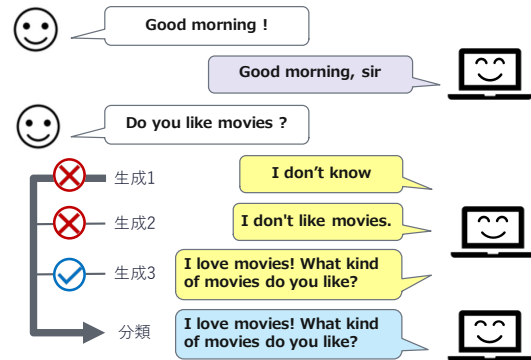 Good morning !
Good morning, sir
Do you like movies ?
生成1
I don’t know
生成2
I don't like movies.
生成3
I love movies! What kind
of movies do you like?
分類
I love movies! What kind
of movies do you like?